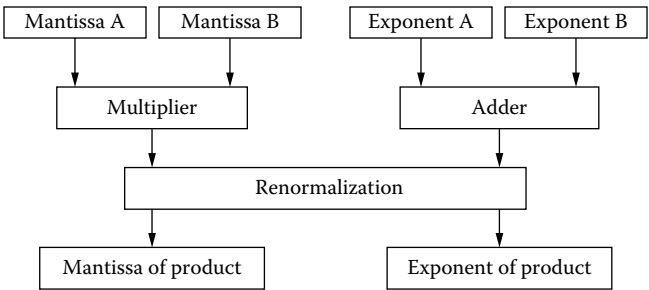 Mantissa A
Mantissa B
Exponent A
Exponent B
Multiplier
Adder
Renormalization
Mantissa of product
Exponent of product